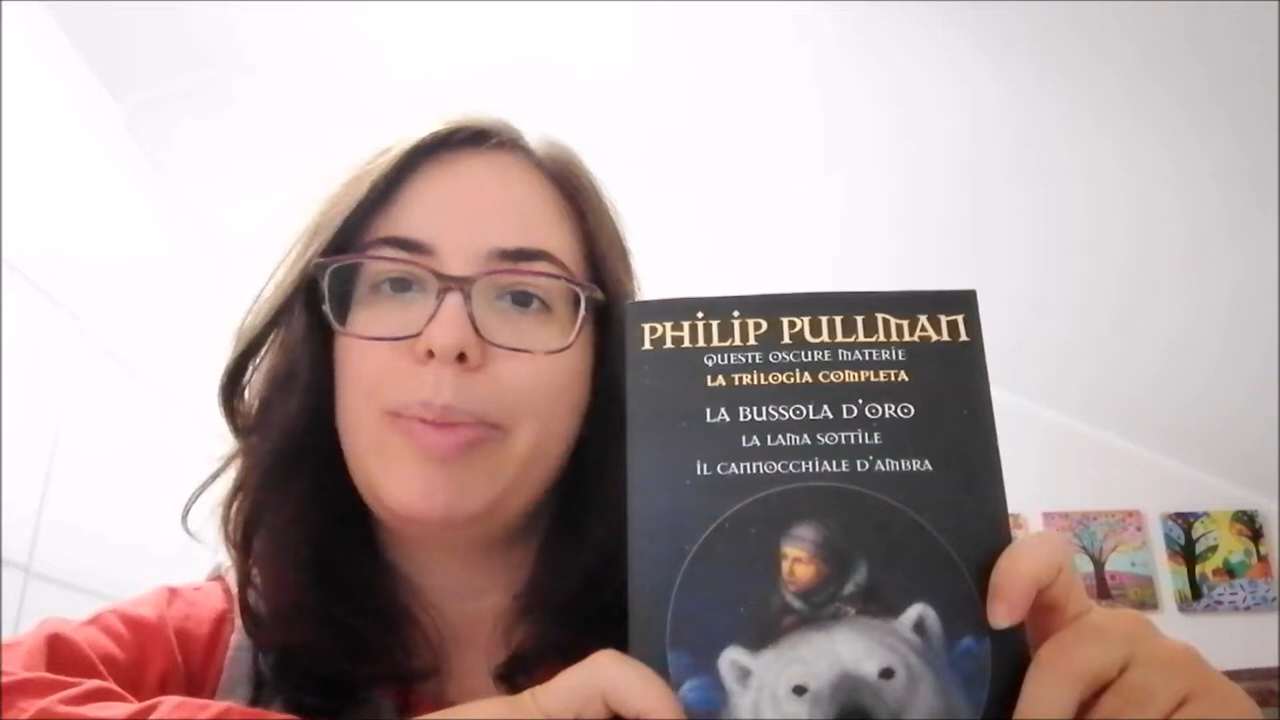 PHILIP PULLMAN
QUESTE OSCURE MATERIE
LA TRILOGIA COMPLETA
LA BUSSOLA D'ORO
LA LAMA SOTTILE
IL CANNOCCHIALE D'AMBRA